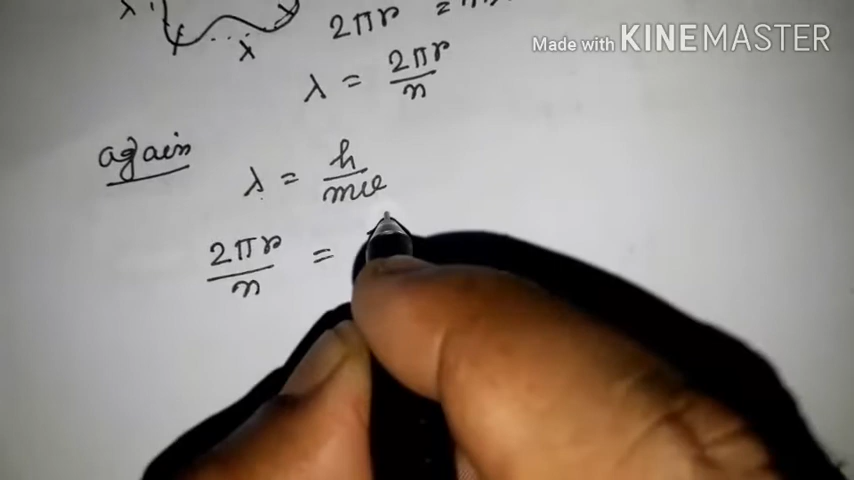 Made with KINEMASTER
λ
2πr =
λ
λ = 2πr/n
again
λ = h/mv
2πr/n =